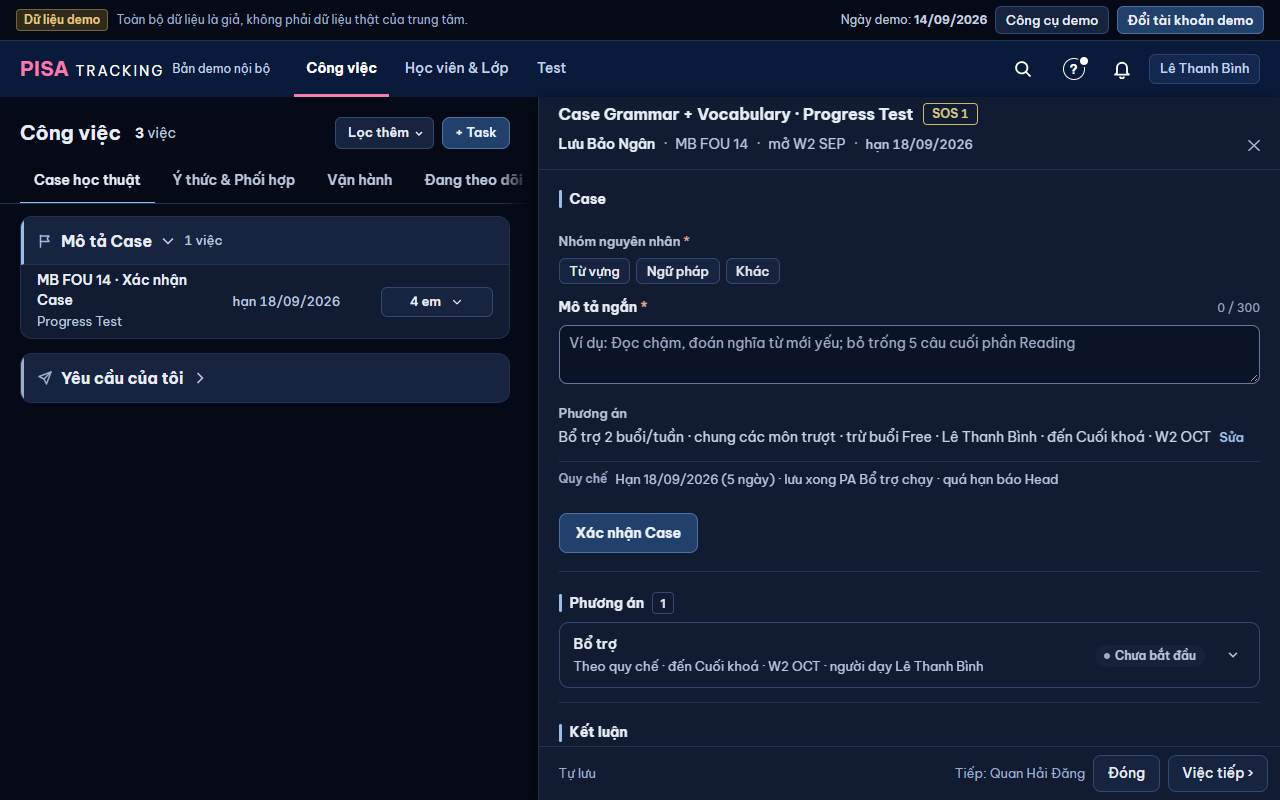 Dữ liệu demo Toàn bộ dữ liệu là giả, không phải dữ liệu thật của trung tâm. Ngày demo: 14/09/2026 Công cụ demo Đổi tài khoản demo
PISA TRACKING Bản demo nội bộ Công việc Học viên & Lớp Test ? Lê Thanh Bình
Công việc 3 việc Lọc thêm + Task
Case học thuật Ý thức & Phối hợp Vận hành Đang theo dõi
Mô tả Case 1 việc
MB FOU 14 · Xác nhận Case
Progress Test
hạn 18/09/2026
4 em
Yêu cầu của tôi
Case Grammar + Vocabulary · Progress Test SOS 1
Lưu Bảo Ngân · MB FOU 14 · mở W2 SEP · hạn 18/09/2026
Case
Nhóm nguyên nhân *
Từ vựng Ngữ pháp Khác
Mô tả ngắn * 0 / 300
Ví dụ: Đọc chậm, đoán nghĩa từ mới yếu; bỏ trống 5 câu cuối phần Reading
Phương án
Bổ trợ 2 buổi/tuần · chung các môn trượt · trừ buổi Free · Lê Thanh Bình · đến Cuối khoá · W2 OCT Sửa
Quy chế Hạn 18/09/2026 (5 ngày) · lưu xong PA Bổ trợ chạy · quá hạn báo Head
Xác nhận Case
Phương án 1
Bổ trợ
Theo quy chế · đến Cuối khoá · W2 OCT · người dạy Lê Thanh Bình
Chưa bắt đầu
Kết luận
Tự lưu Tiếp: Quan Hải Đăng Đóng Việc tiếp ›